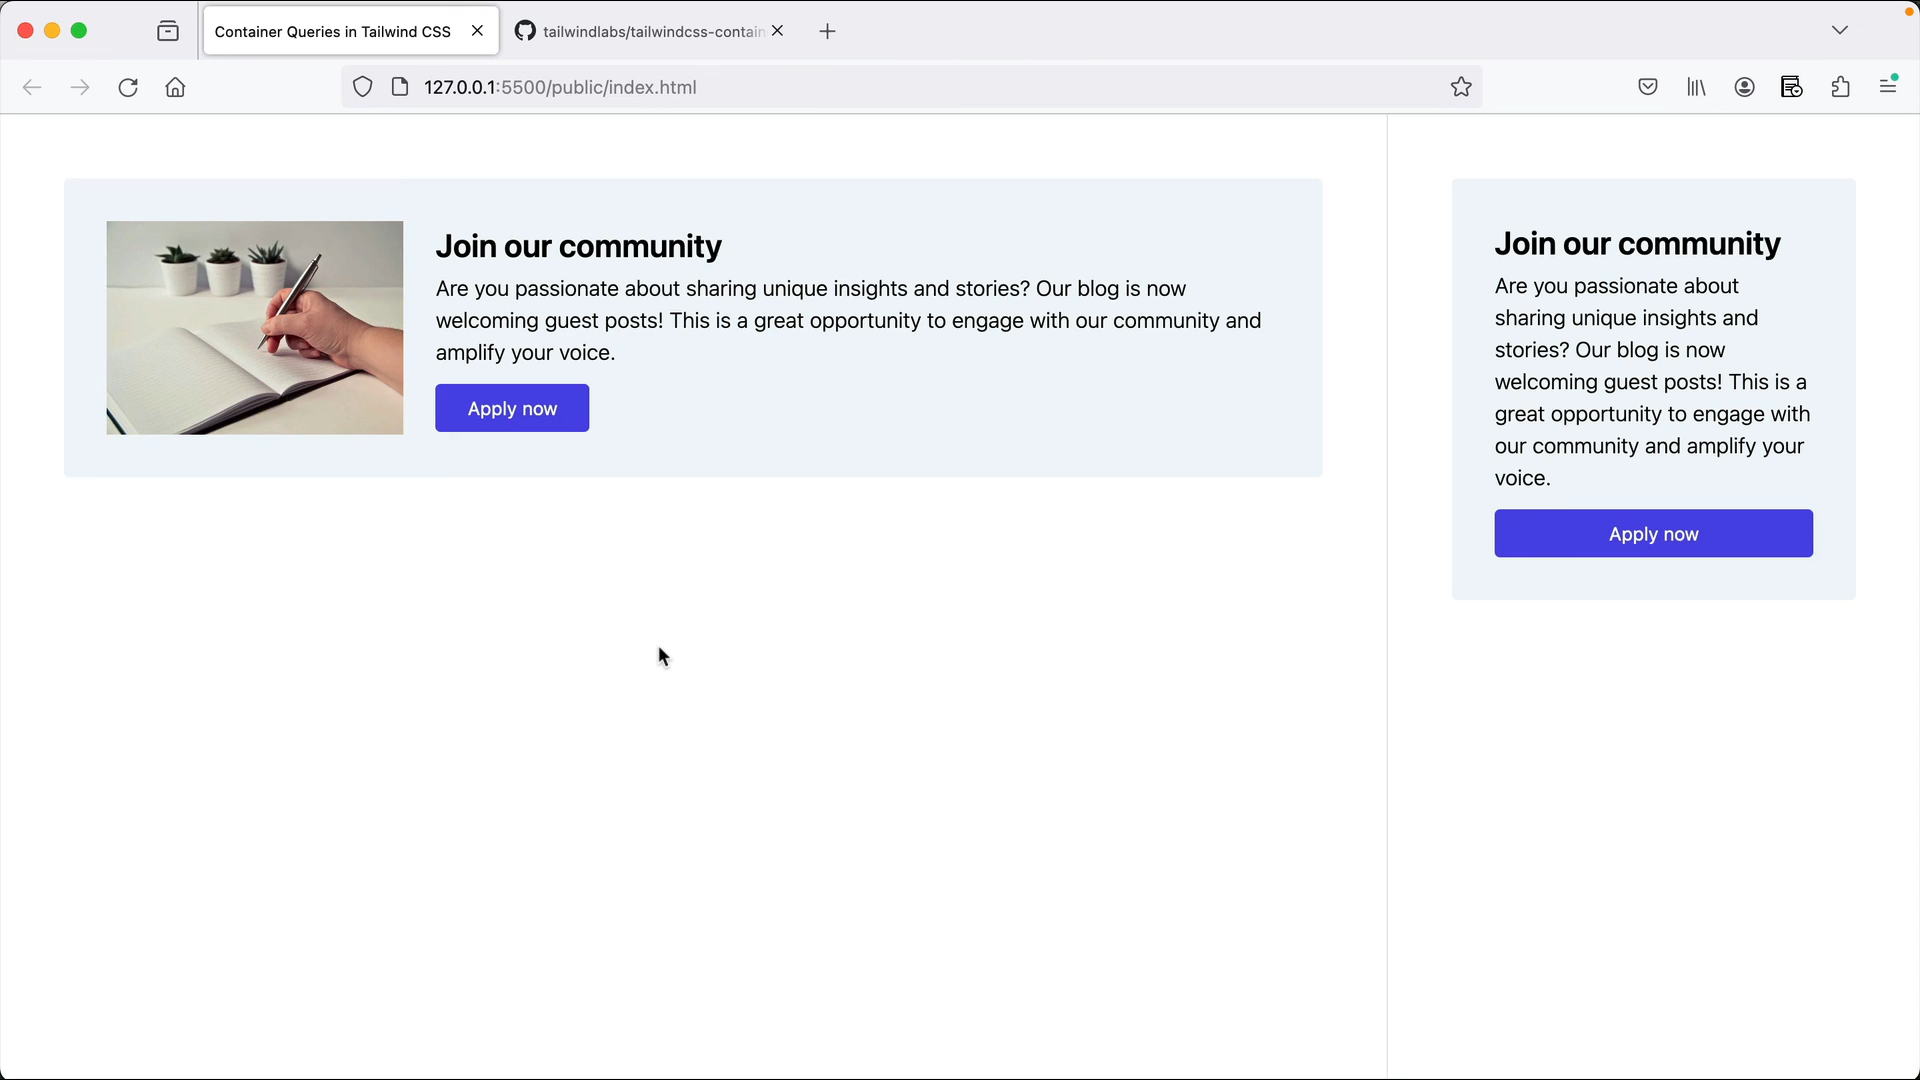 Container Queries in Tailwind CSS
tailwindlabs/tailwindcss-contain
127.0.0.1:5500/public/index.html
Join our community
Are you passionate about sharing unique insights and stories? Our blog is now
welcoming guest posts! This is a great opportunity to engage with our community and
amplify your voice.
Apply now
Join our community
Are you passionate about
sharing unique insights and
stories? Our blog is now
welcoming guest posts! This is a
great opportunity to engage with
our community and amplify your
voice.
Apply now